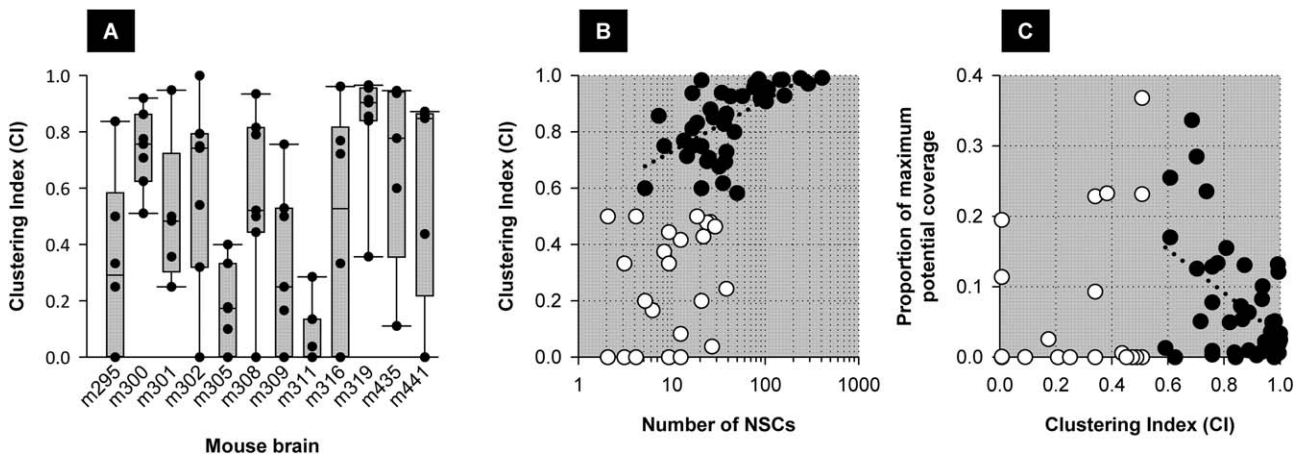 A
B
C
Clustering Index (CI)
1.0
0.8
0.6
0.4
0.2
0.0
m295
m300
m301
m302
m305
m308
m309
m311
m316
m319
m435
m441
Mouse brain
Clustering Index (CI)
1.0
0.8
0.6
0.4
0.2
0.0
1
10
100
1000
Number of NSCs
Proportion of maximum
potential coverage
0.4
0.3
0.2
0.1
0.0
0.0
0.2
0.4
0.6
0.8
1.0
Clustering Index (CI)